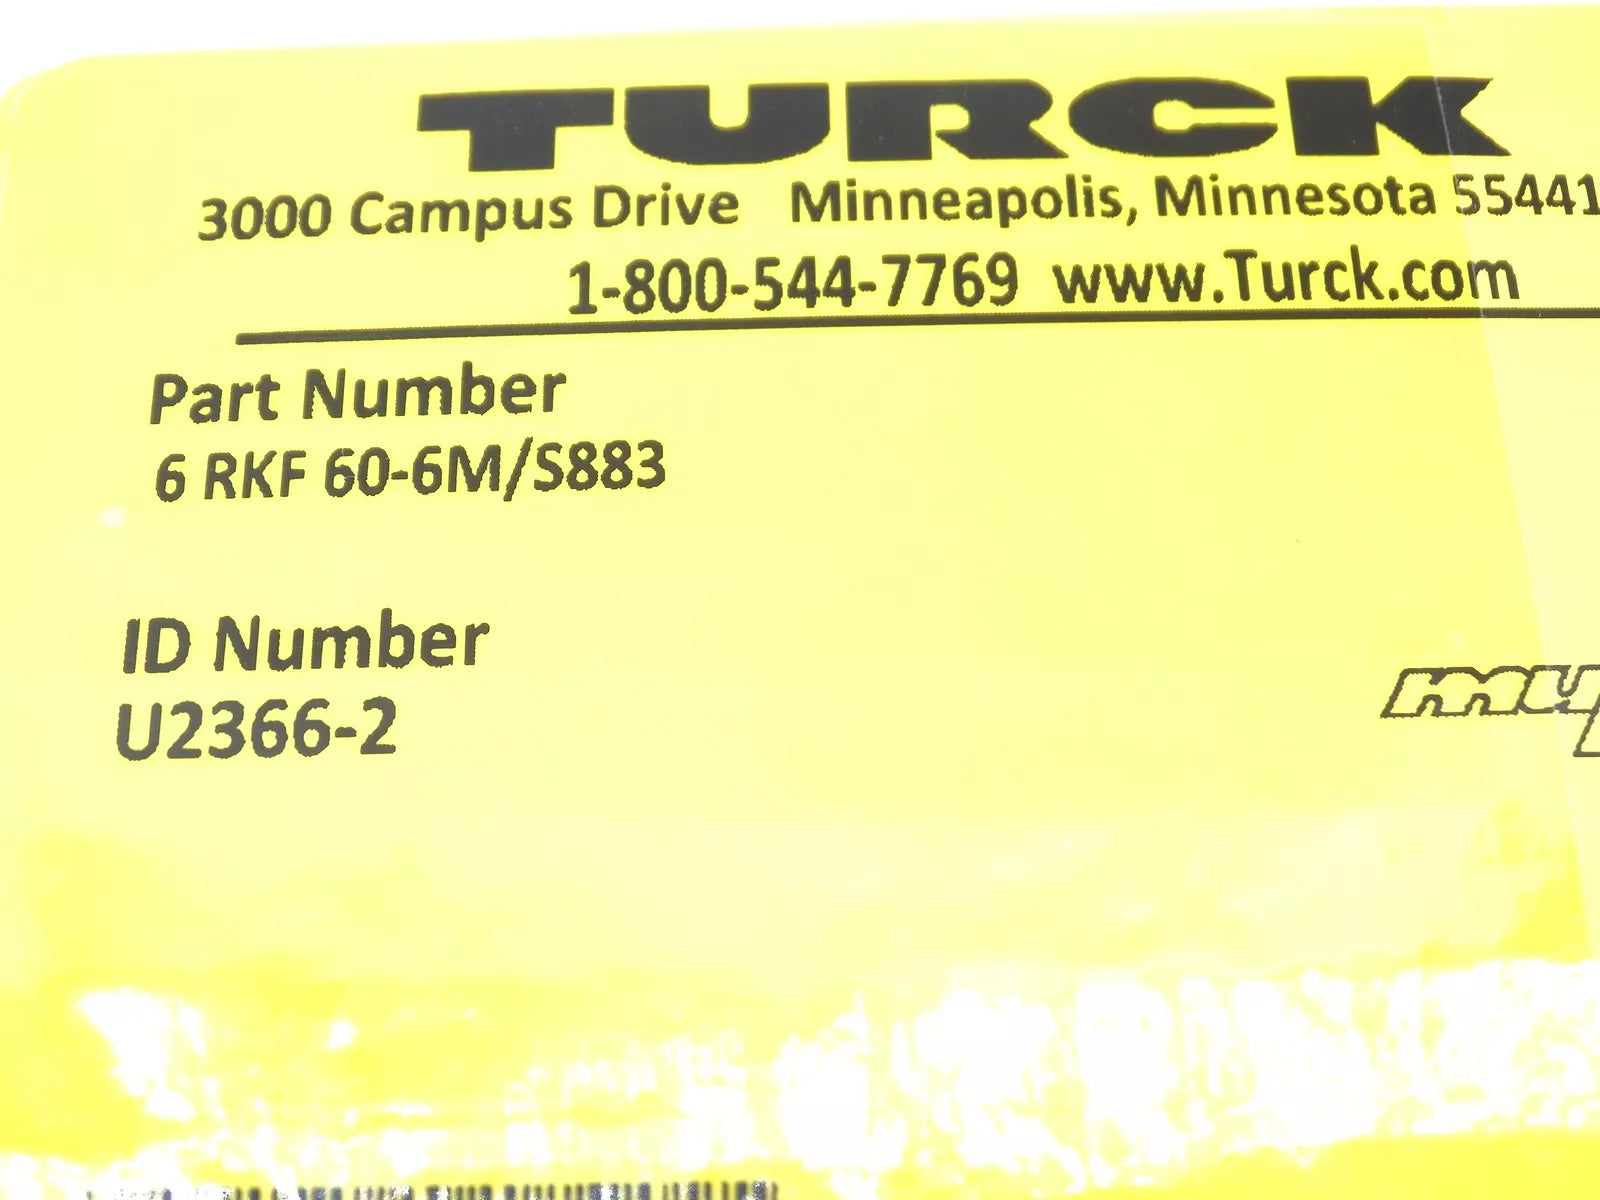 TURCK
3000 Campus Drive Minneapolis, Minnesota 55441
1-800-544-7769 www.Turck.com
Part Number
6 RKF 60-6M/S883
ID Number
U2366-2